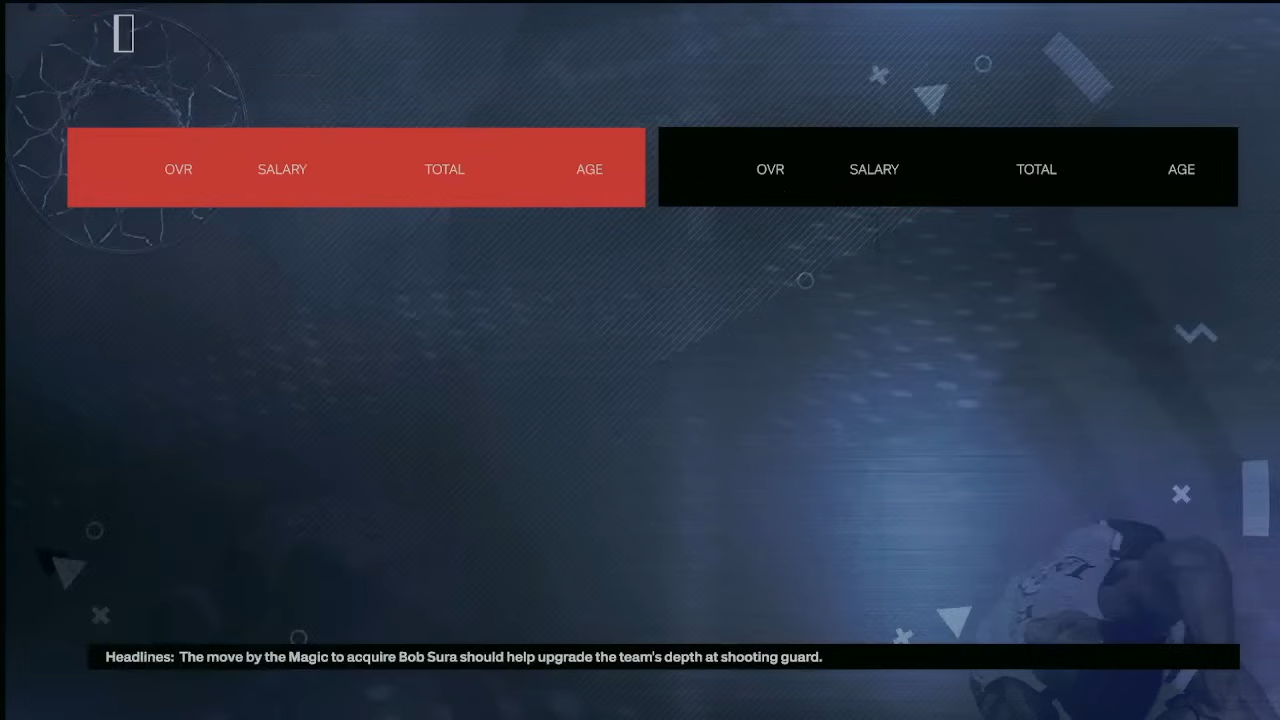 OVR SALARY TOTAL AGE OVR SALARY TOTAL AGE
Headlines: The move by the Magic to acquire Bob Sura should help upgrade the team's depth at shooting guard.